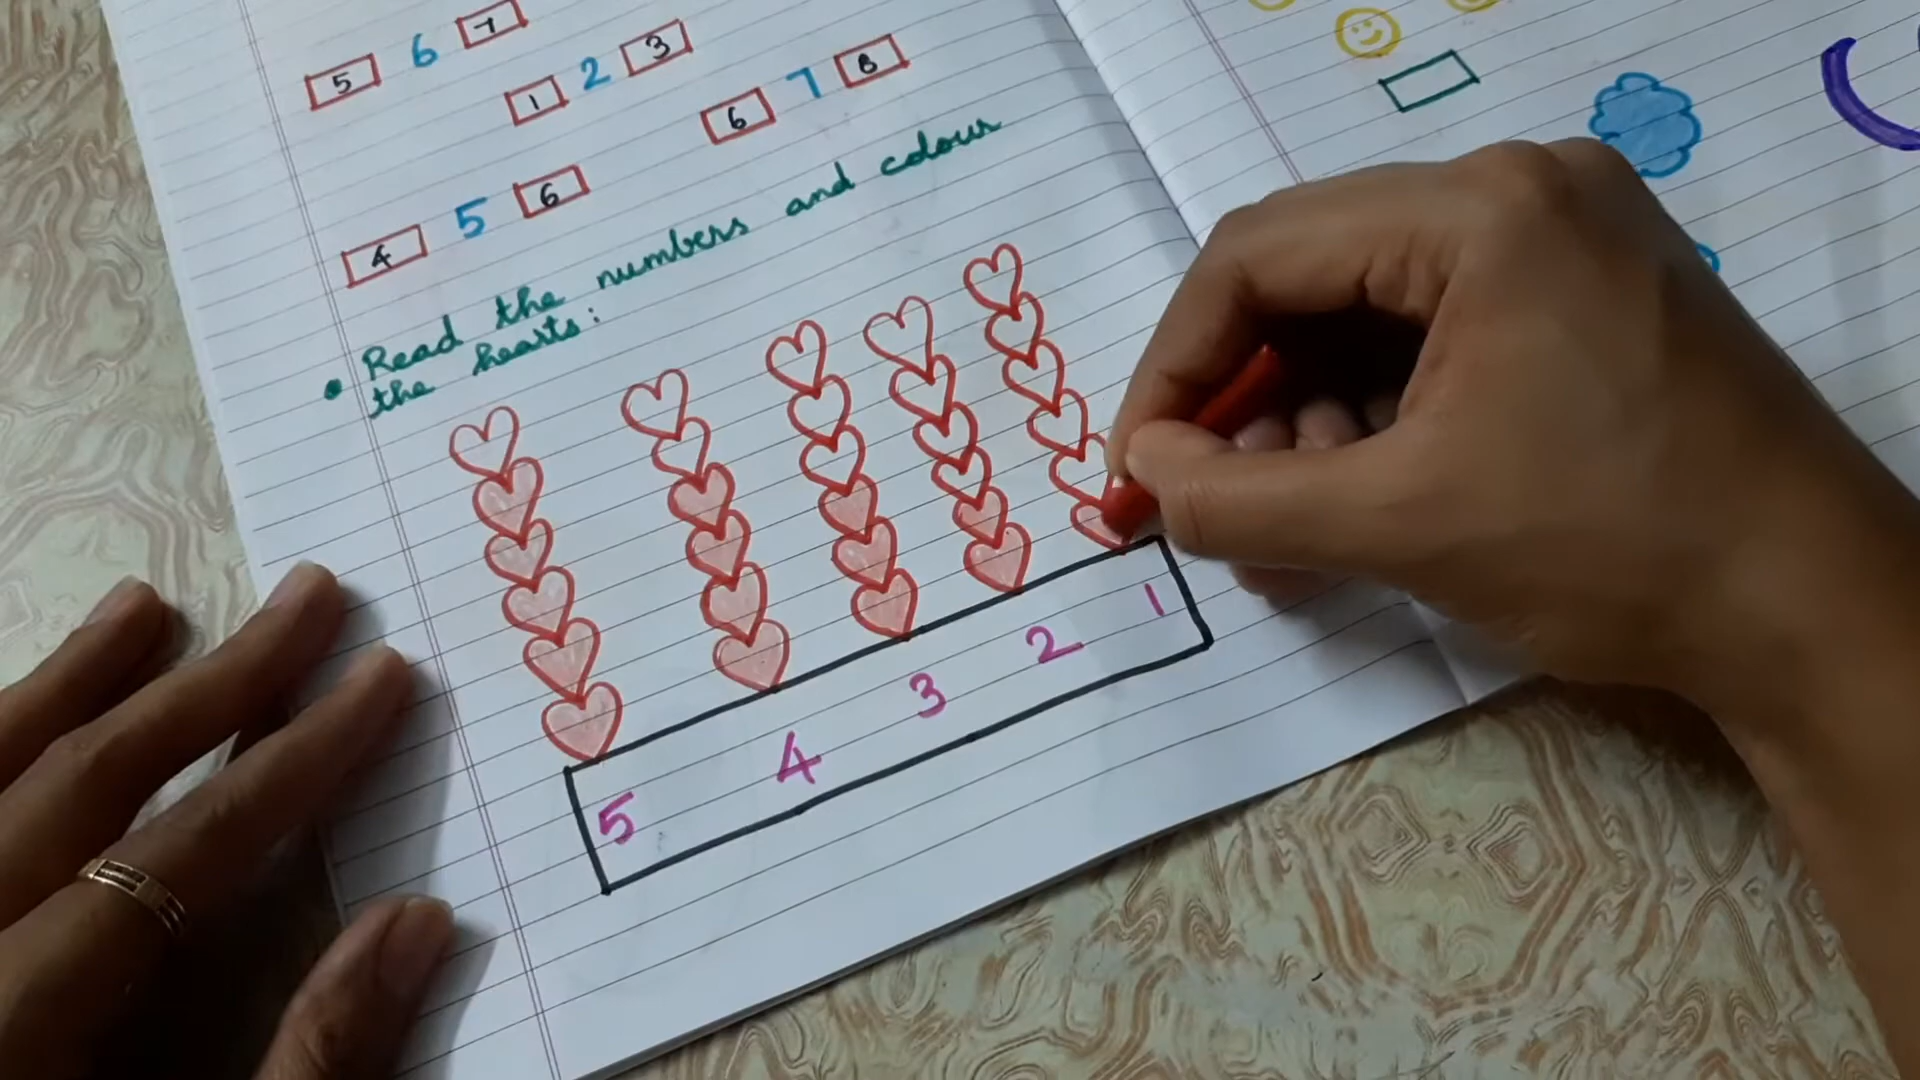 5 6 7
1 2 3
6 7 8
4 5 6
• Read the numbers and colour
the hearts:
5 4 3 2 1